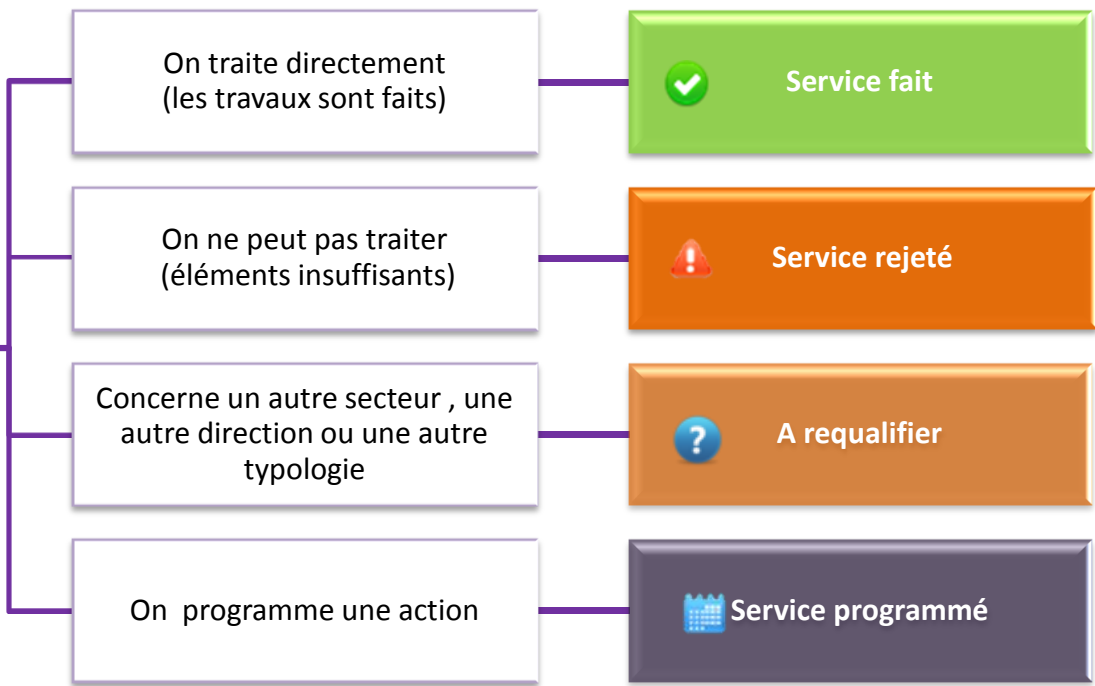 On traite directement
(les travaux sont faits)
Service fait
On ne peut pas traiter
(éléments insuffisants)
Service rejeté
Concerne un autre secteur , une
autre direction ou une autre
typologie
A requalifier
On programme une action
Service programmé